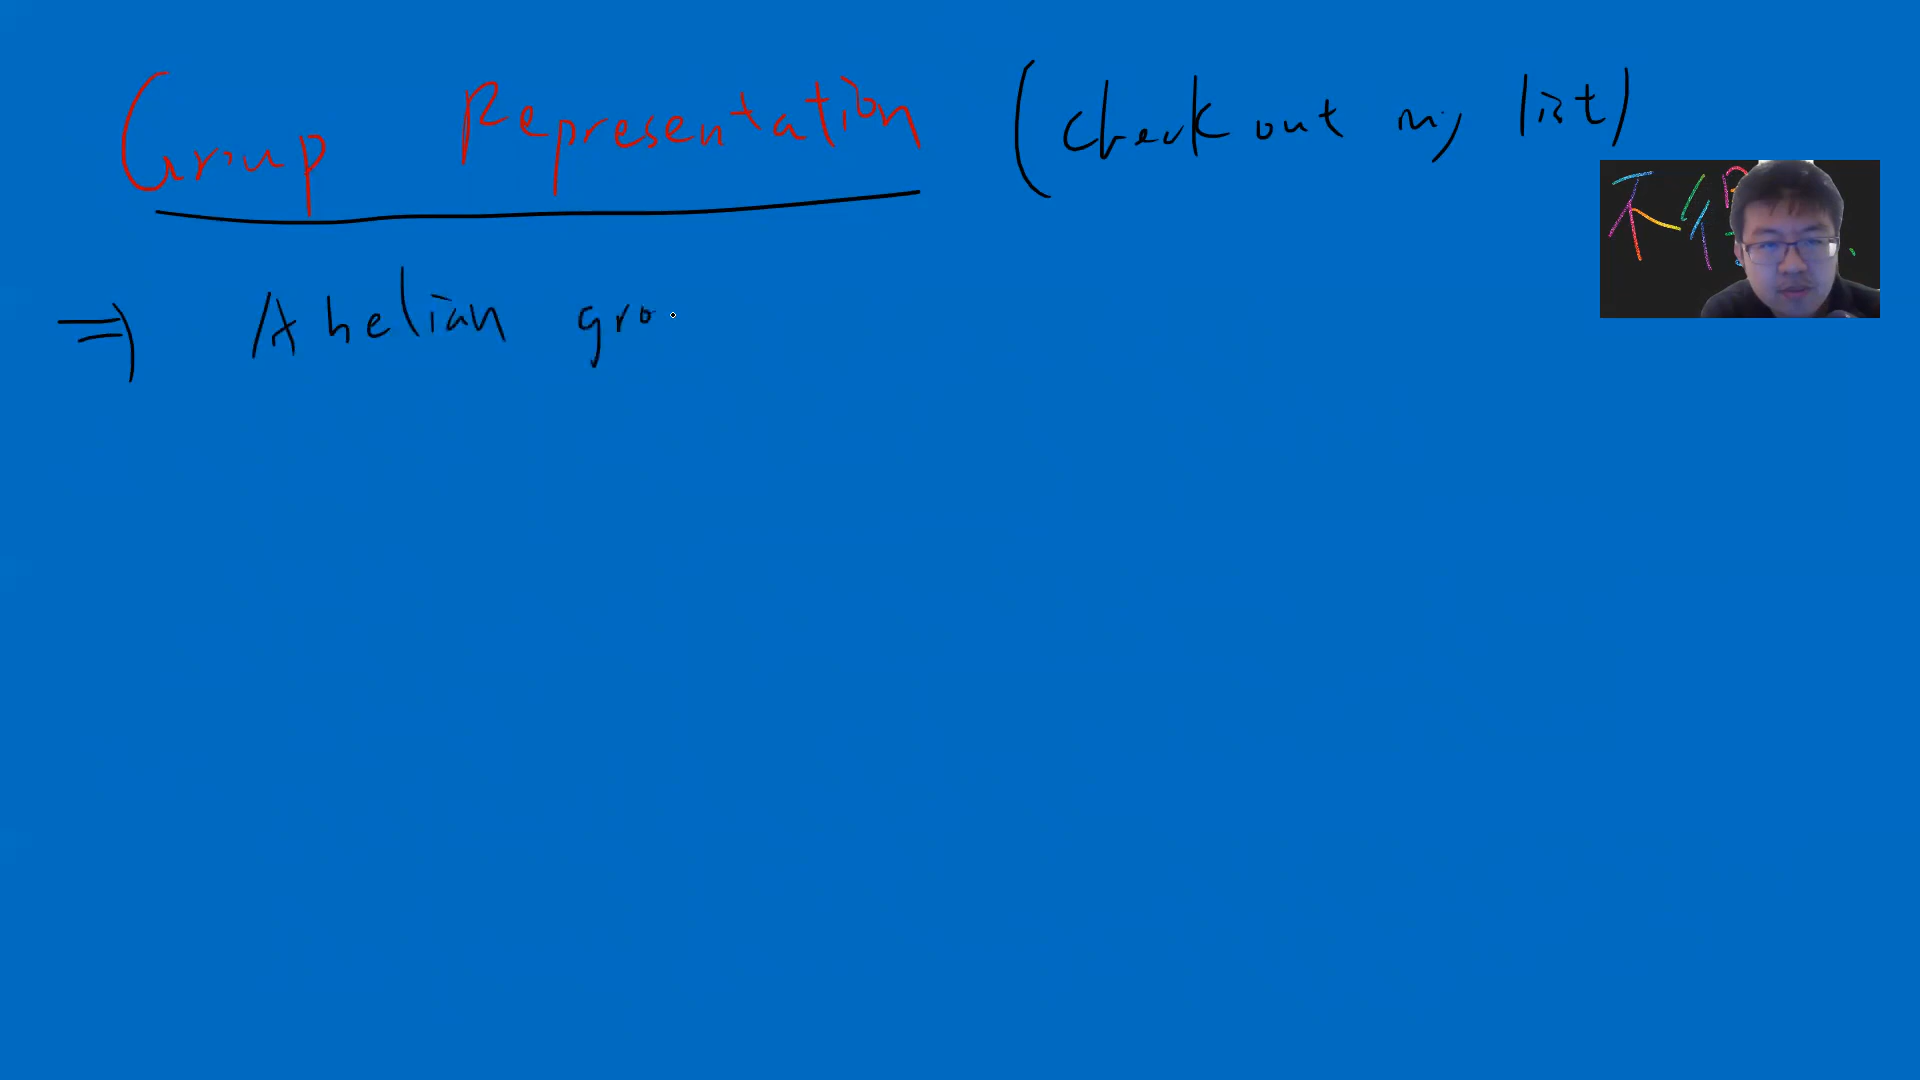 Group Representation (check out my list)
⇒ Abelian gro